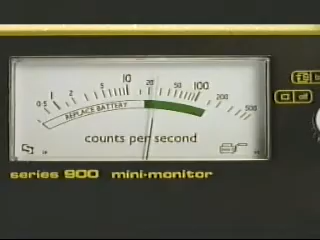 0.5 1 2 5 10 20 50 100 200 500
REPLACE BATTERY
counts per second
series 900 mini-monitor
off